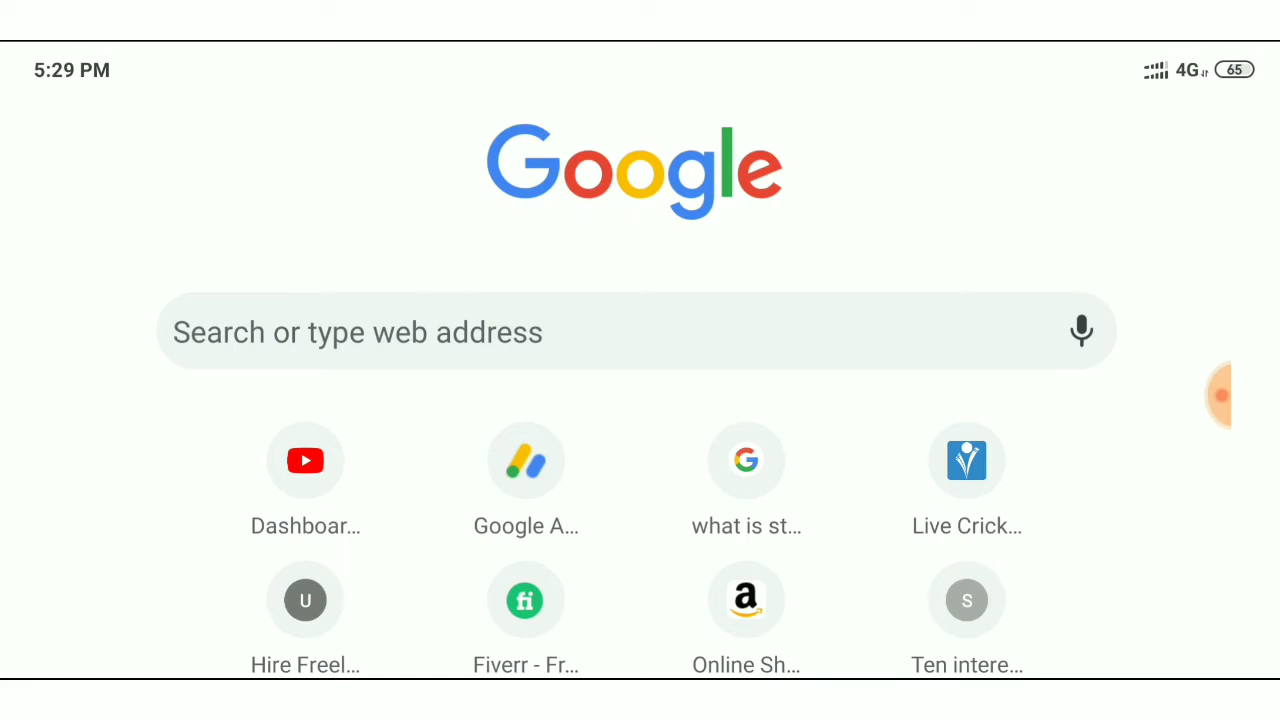 5:29 PM
4G 65
Google
Search or type web address
Dashboar... Google A... what is st... Live Crick...
U fi a S
Hire Freel... Fiverr - Fr... Online Sh... Ten intere...